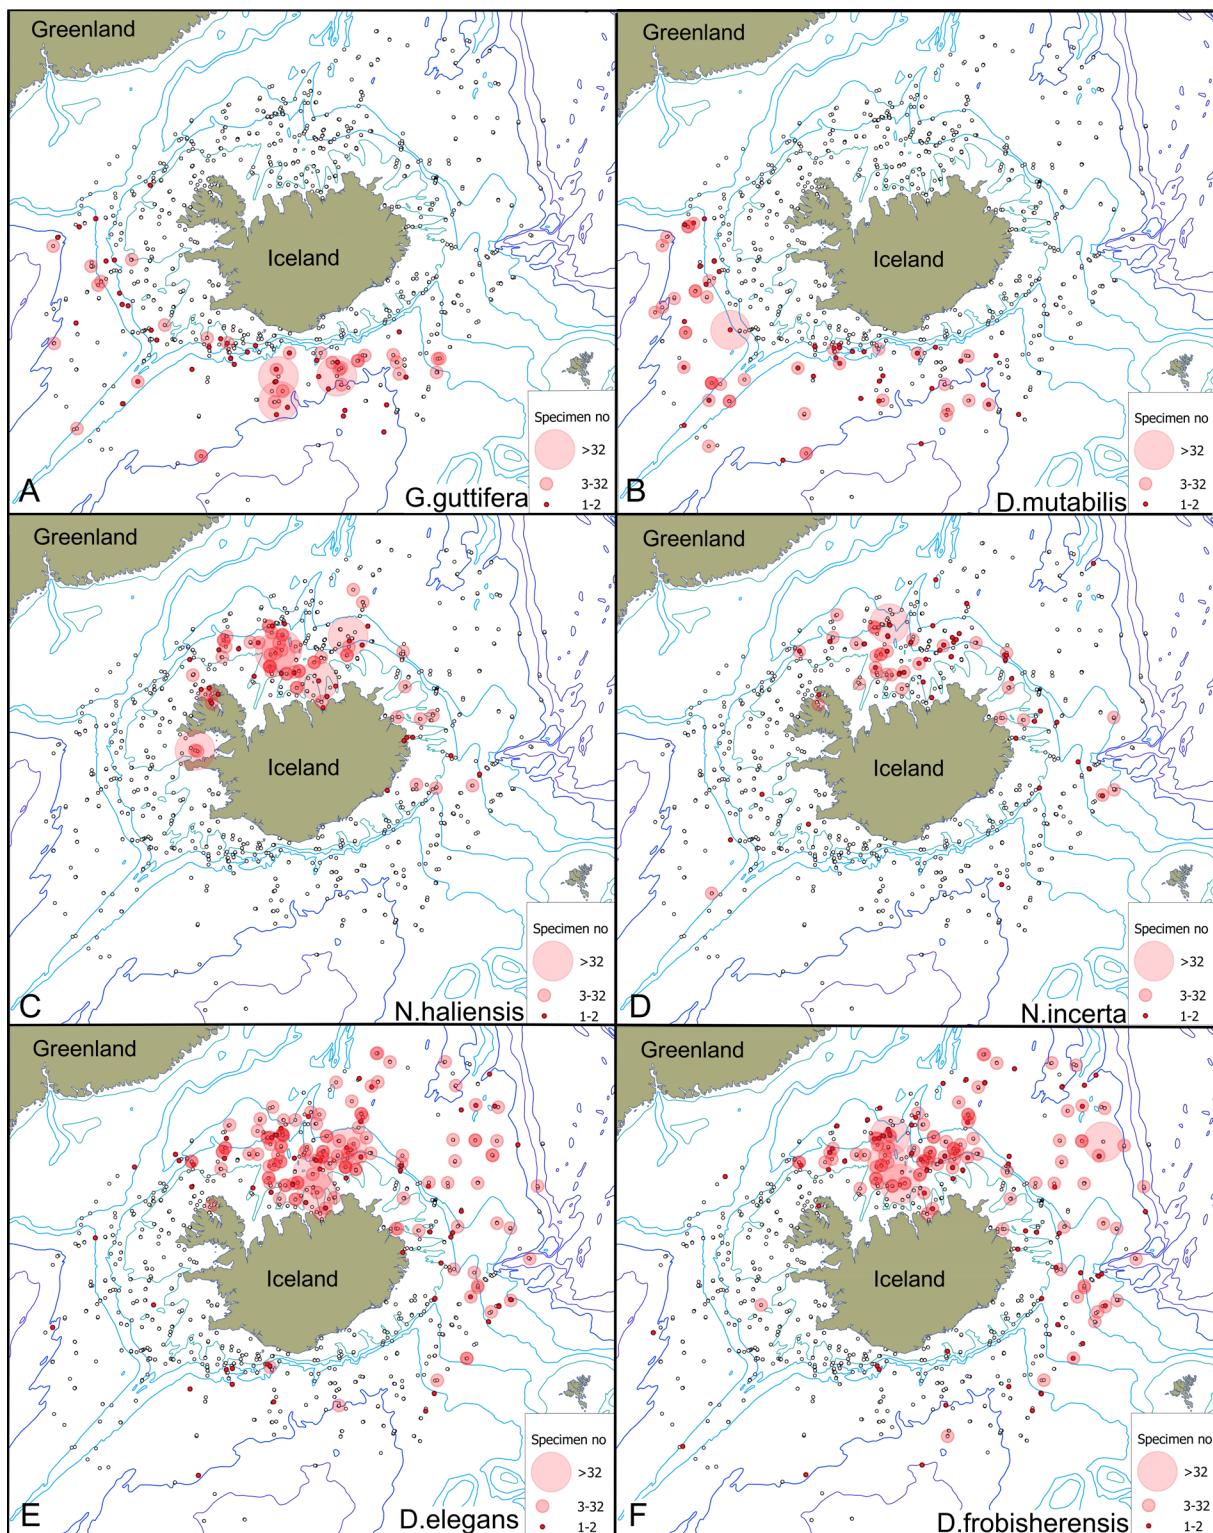 Greenland
Iceland
Specimen no
>32
3-32
1-2
A
G.guttifera
Greenland
Iceland
Specimen no
>32
3-32
1-2
B
D.mutabilis
Greenland
Iceland
Specimen no
>32
3-32
1-2
C
N.haliensis
Greenland
Iceland
Specimen no
>32
3-32
1-2
D
N.incerta
Greenland
Iceland
Specimen no
>32
3-32
1-2
E
D.elegans
Greenland
Iceland
Specimen no
>32
3-32
1-2
F
D.frobisherensis